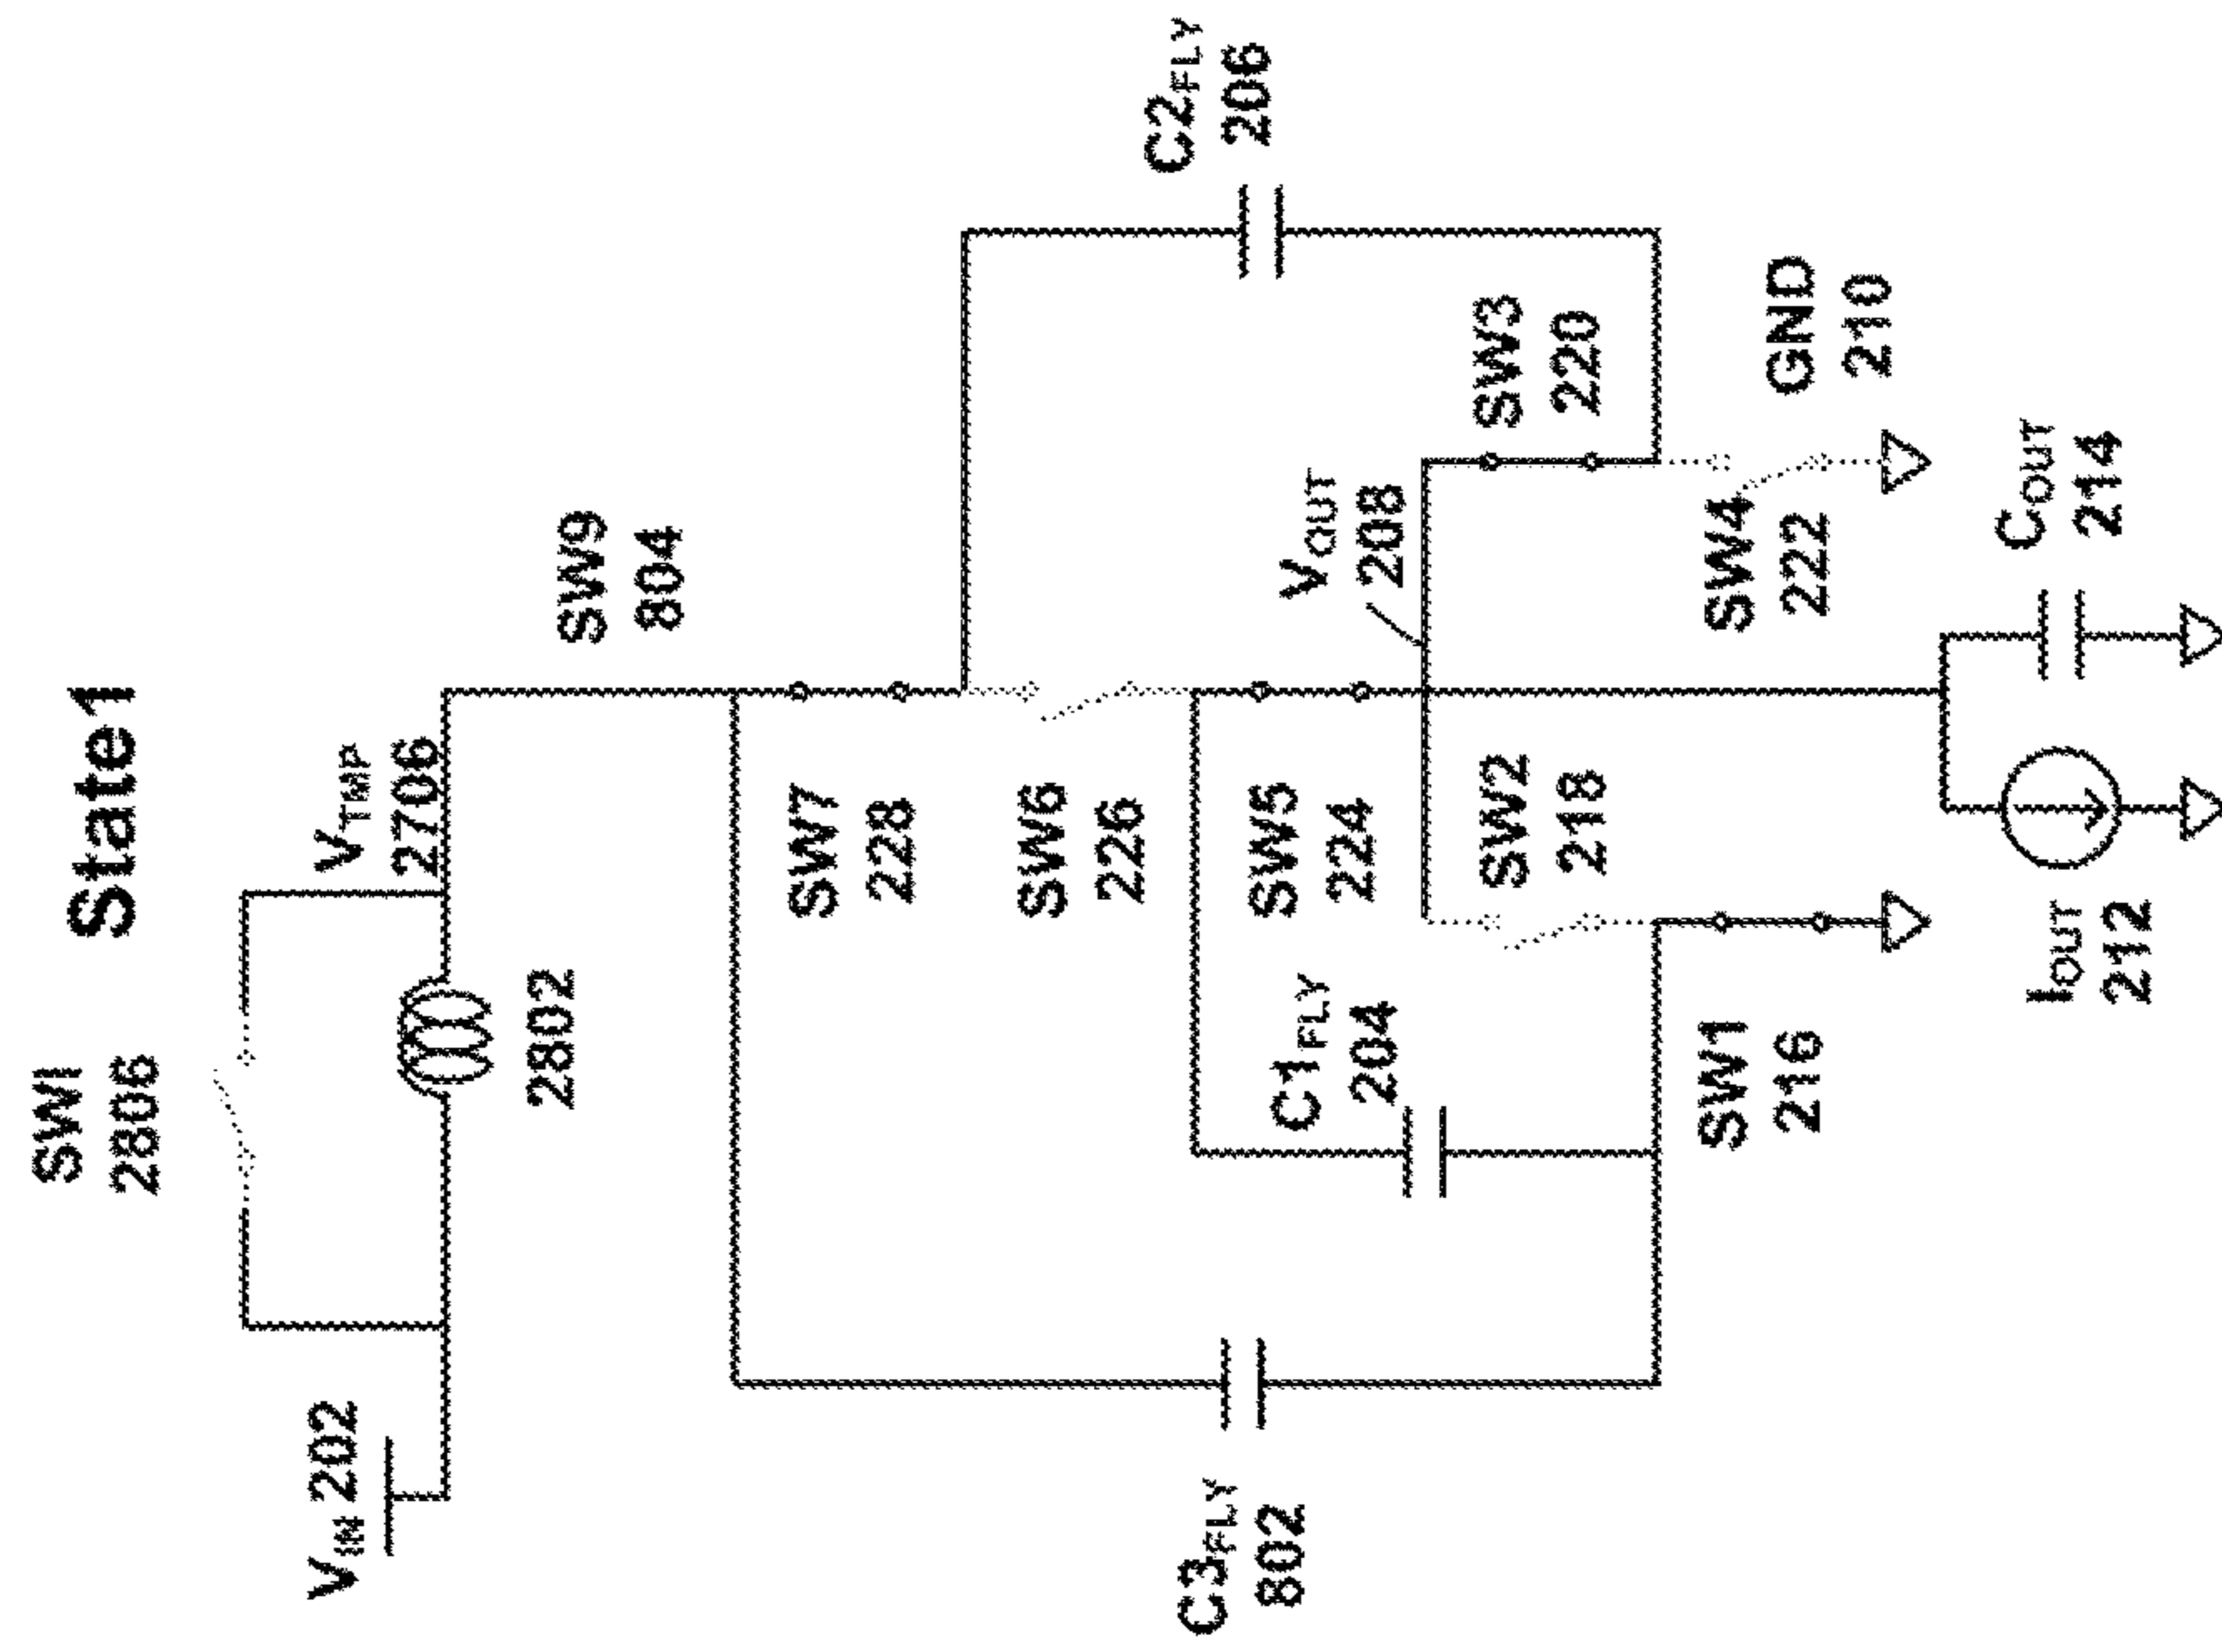 State1
SWI
2806
V_TMP
2706
V_IN 202
2802
SW9
804
SW7
228
C2_FLY
206
SW6
226
C3_FLY
802
C1_FLY
204
SW5
224
V_OUT
208
SW2
218
SW3
220
SW1
216
SW4
222
GND
210
I_OUT
212
C_OUT
214